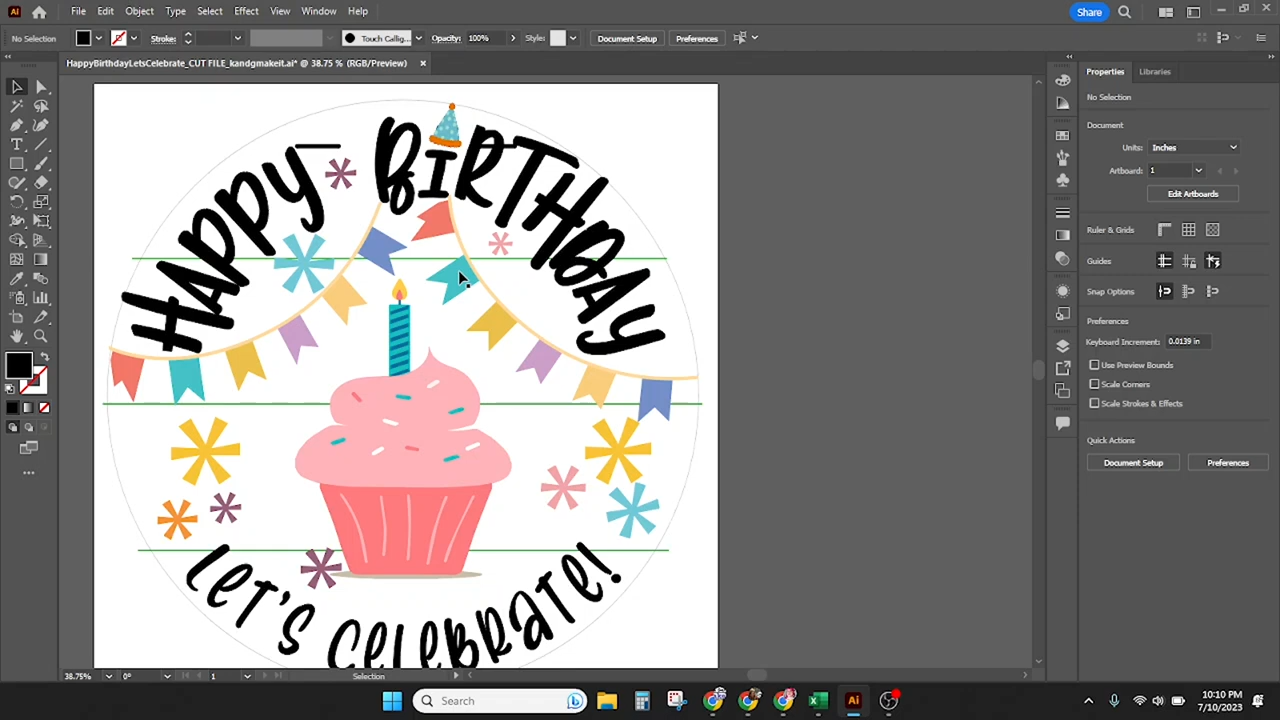 Ai File Edit Object Type Select Effect View Window Help Share
No Selection Stroke: Touch Callig... Opacity: 100% Style: Document Setup Preferences
HappyBirthdayLetsCelebrate_CUT FILE_kandgmakeit.ai* @ 38.75 % (RGB/Preview) ×
Properties Libraries
No Selection
Document
Units: Inches
Artboard: 1
Edit Artboards
Ruler & Grids
Guides
Snap Options
Preferences
Keyboard Increment: 0.0139 in
Use Preview Bounds
Scale Corners
Scale Strokes & Effects
Quick Actions
Document Setup Preferences
HAPPY BIRTHDAY
LET'S CELEBRATE!
38.75% 0° 1 Selection
Search Ai 10:10 PM
7/10/2023